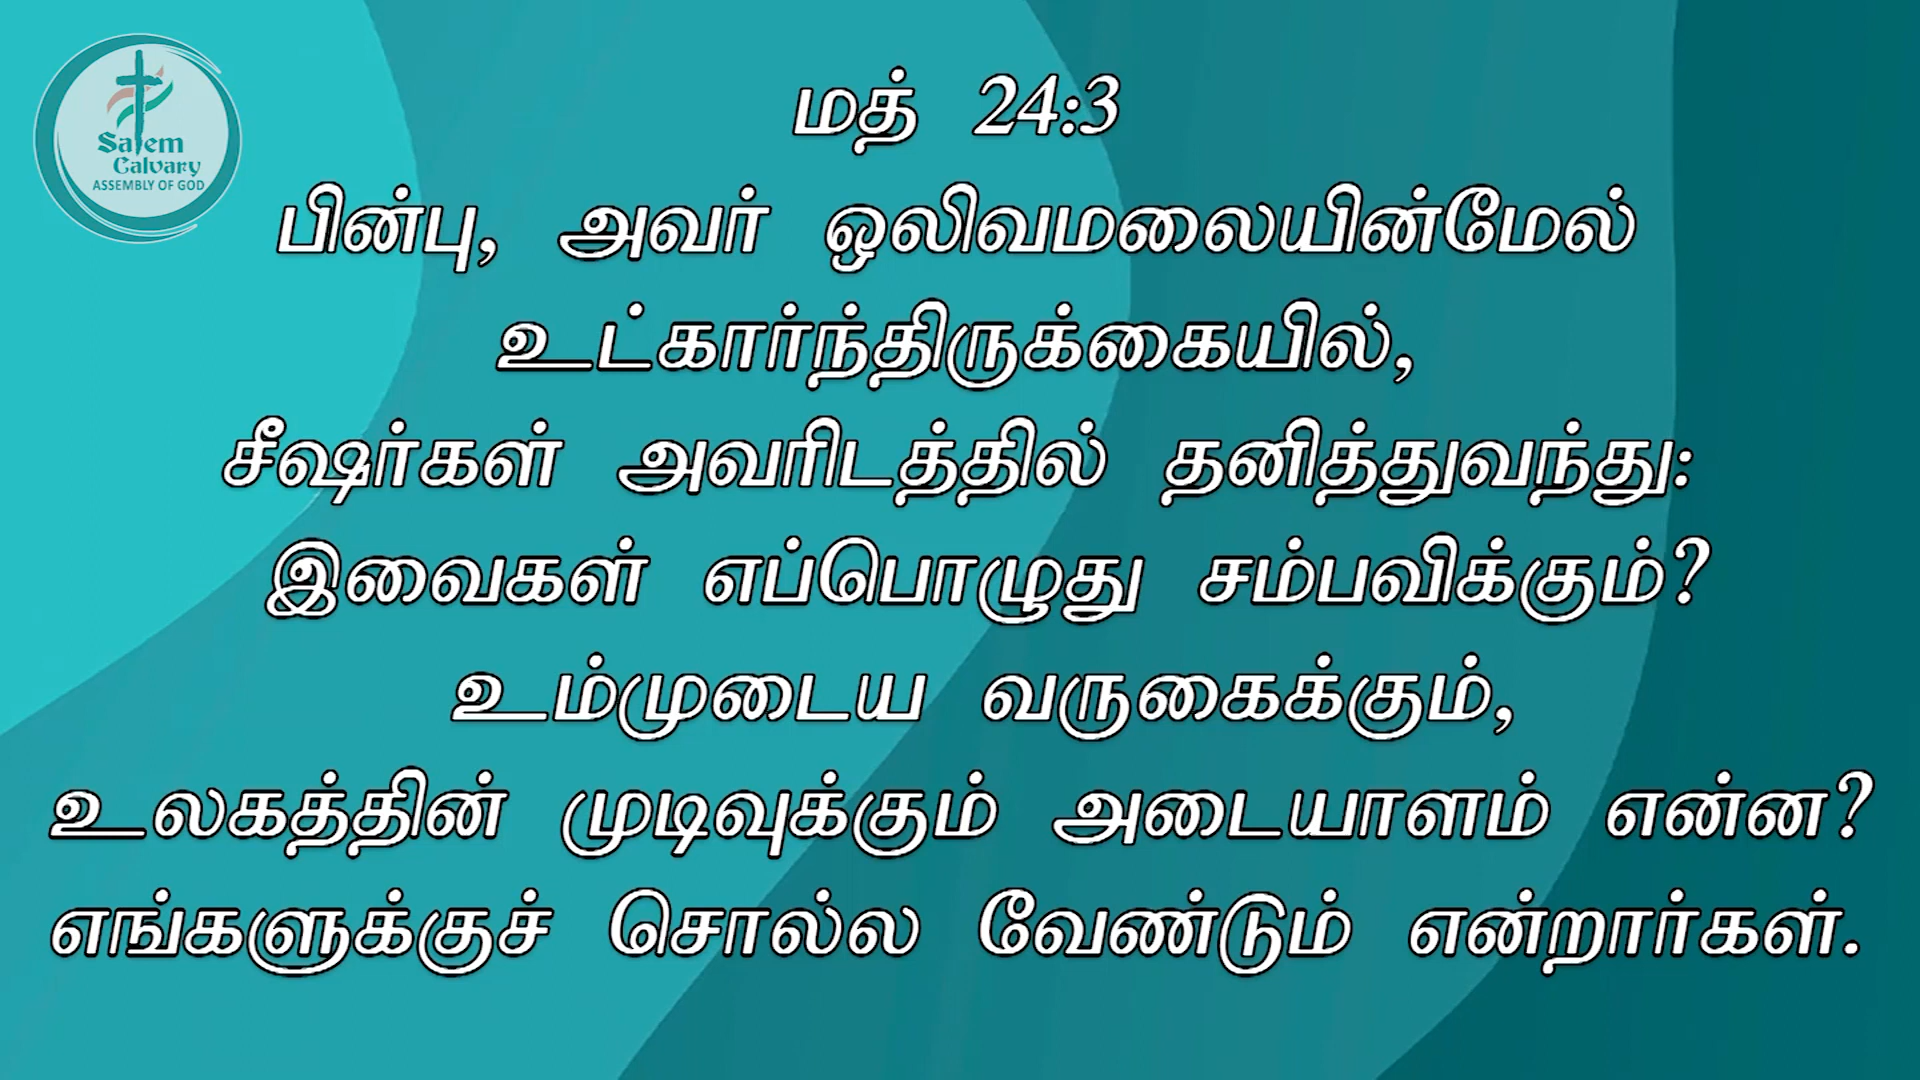 Salem
Calvary
ASSEMBLY OF GOD
மத் 24:3
பின்பு, அவர் ஒலிவமலையின்மேல்
உட்கார்ந்திருக்கையில்,
சீஷர்கள் அவரிடத்தில் தனித்துவந்து:
இவைகள் எப்பொழுது சம்பவிக்கும்?
உம்முடைய வருகைக்கும்,
உலகத்தின் முடிவுக்கும் அடையாளம் என்ன?
எங்களுக்குச் சொல்ல வேண்டும் என்றார்கள்.